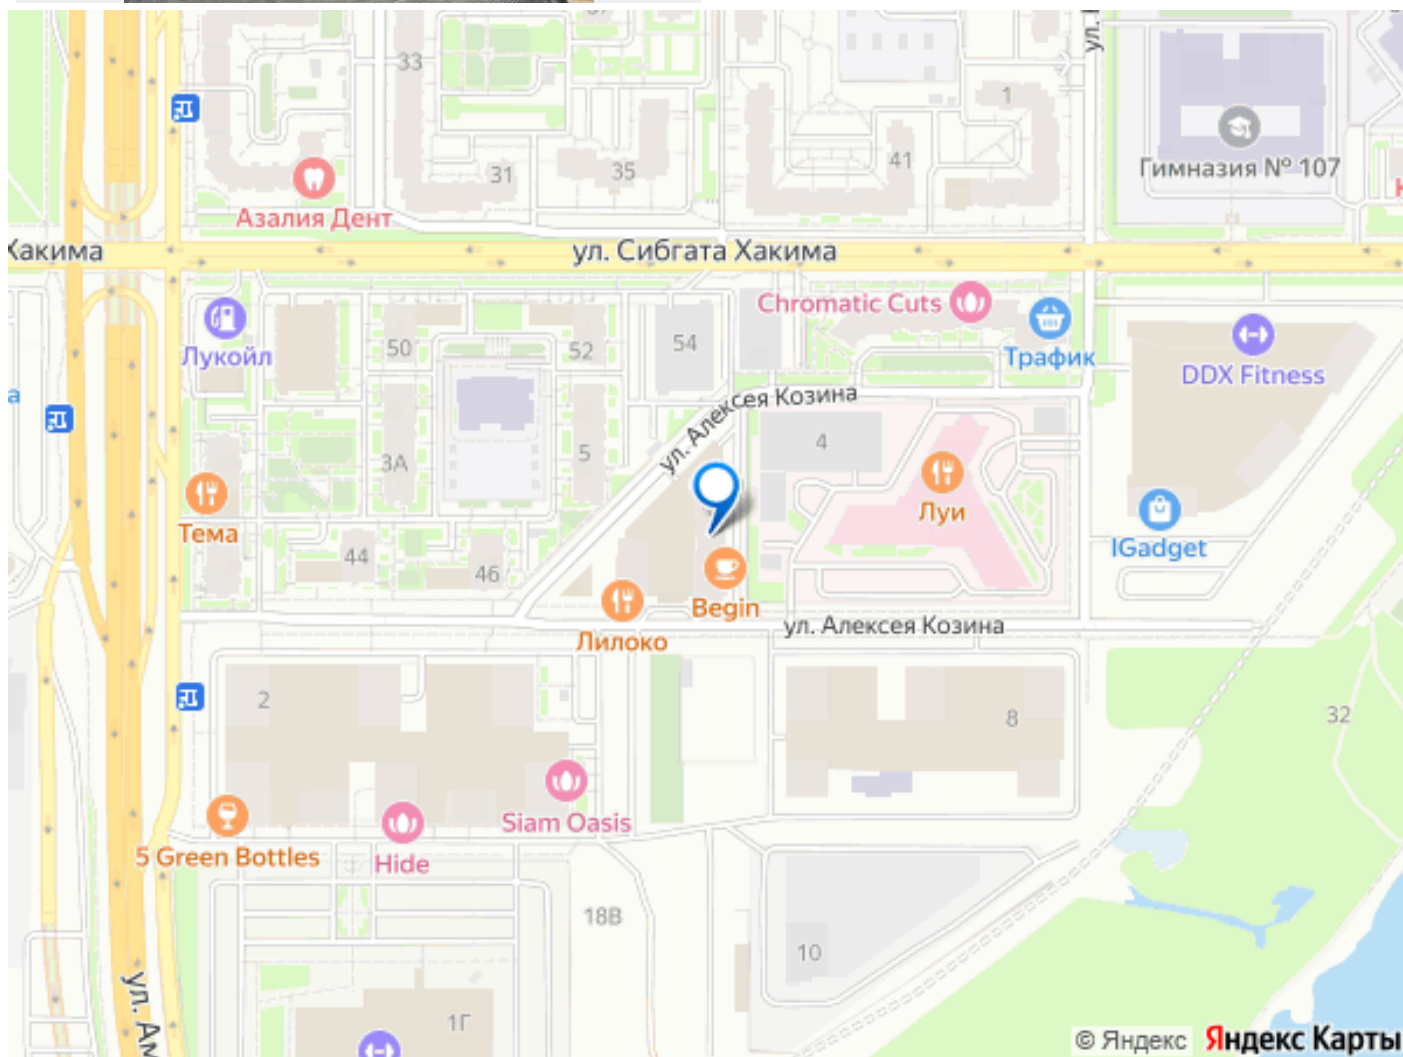 33
1
41
35
31
Гимназия № 107
Азалия Дент
Хакима
ул. Сибгата Хакима
Chromatic Cuts
Лукойл
50
52
54
Трафик
DDX Fitness
ул. Алексея Козина
3А
5
4
Тема
Луи
IGadget
44
46
Begin
Лилоко
ул. Алексея Козина
2
8
32
Siam Oasis
5 Green Bottles
Hide
18В
10
ул. Ам
1Г
© Яндекс Яндекс Карты